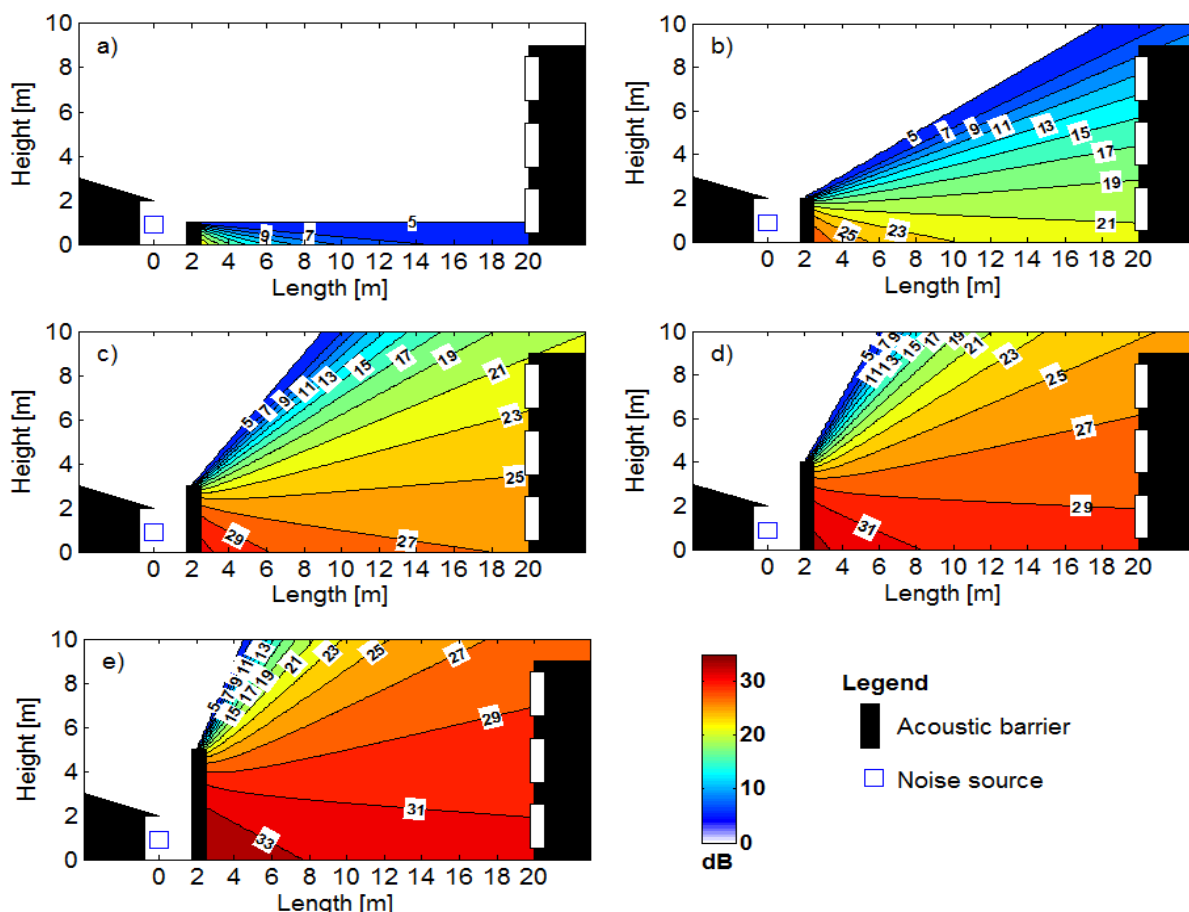 a)
10
8
6
4
2
0
Height [m]
5
7
9
0 2 4 6 8 10 12 14 16 18 20
Length [m]
b)
10
8
6
4
2
0
Height [m]
5 7 9 11 13 15 17 19 21 23 25
0 2 4 6 8 10 12 14 16 18 20
Length [m]
c)
10
8
6
4
2
0
Height [m]
5 7 9 11 13 15 17 19 21 23 25 27 29
0 2 4 6 8 10 12 14 16 18 20
Length [m]
d)
10
8
6
4
2
0
Height [m]
5 7 9 11 13 15 17 19 21 23 25 27 29 31
0 2 4 6 8 10 12 14 16 18 20
Length [m]
e)
10
8
6
4
2
0
Height [m]
5 7 9 11 13 15 17 19 21 23 25 27 29 31 33
0 2 4 6 8 10 12 14 16 18 20
Length [m]
30
20
10
0
dB
Legend
Acoustic barrier
Noise source